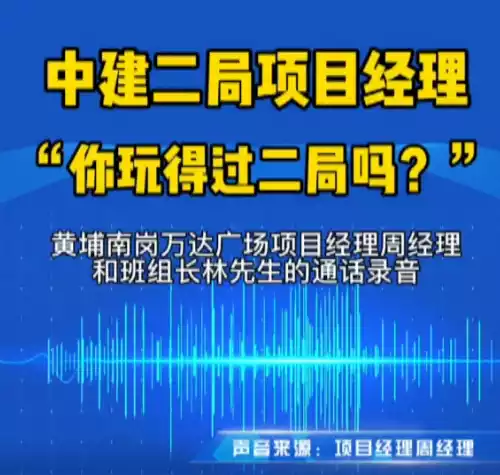 中建二局项目经理
“你玩得过二局吗？”
黄埔南岗万达广场项目经理周经理
和班组长林先生的通话录音
声音来源：项目经理周经理